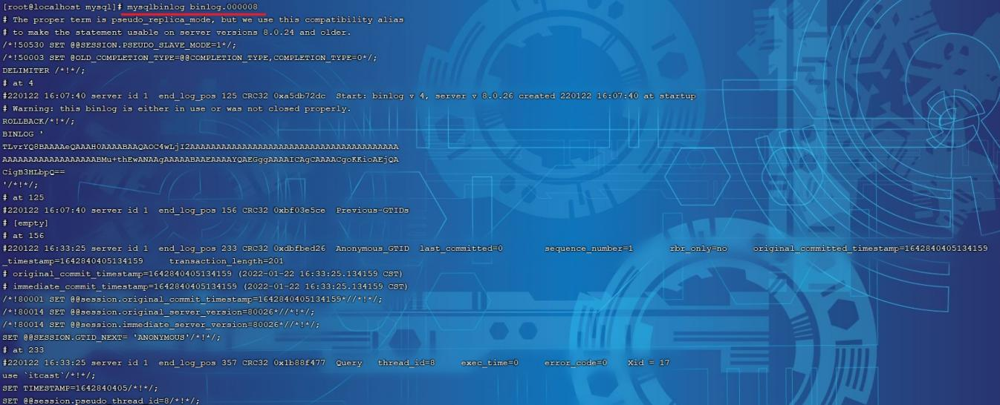 [root@localhost mysql]# mysqlbinlog binlog.000008
# The proper term is pseudo_replica_mode, but we use this compatibility alias
# to make the statement usable on server versions 8.0.24 and older.
/*!50530 SET @@SESSION.PSEUDO_SLAVE_MODE=1*/;
/*!50003 SET @OLD_COMPLETION_TYPE=@@COMPLETION_TYPE,COMPLETION_TYPE=0*/;
DELIMITER /*!*/;
# at 4
#220122 16:07:40 server id 1  end_log_pos 125 CRC32 0xa5db72dc  Start: binlog v 4, server v 8.0.26 created 220122 16:07:40 at startup
# Warning: this binlog is either in use or was not closed properly.
ROLLBACK/*!*/;
BINLOG '
TLvrYQ8BAAAAeQAAAH0AAAABAAQAOC4wLjI2AAAAAAAAAAAAAAAAAAAAAAAAAAAAAAAAAAAAAAAA
AAAAAAAAAAAAAAAAAABMu+thEwANAAgAAAAABAAEAAAAYQAEGggAAAAICAgCAAAACgoKKioAEjQA
CigB3HLbpQ==
'/*!*/;
# at 125
#220122 16:07:40 server id 1  end_log_pos 156 CRC32 0xbf03e5ce  Previous-GTIDs
# [empty]
# at 156
#220122 16:33:25 server id 1  end_log_pos 233 CRC32 0xdbfbed26  Anonymous_GTID  last_committed=0  sequence_number=1  rbr_only=no  original_committed_timestamp=1642840405134159
_timestamp=1642840405134159  transaction_length=201
# original_commit_timestamp=1642840405134159 (2022-01-22 16:33:25.134159 CST)
# immediate_commit_timestamp=1642840405134159 (2022-01-22 16:33:25.134159 CST)
/*!80001 SET @@session.original_commit_timestamp=1642840405134159*//*!*/;
/*!80014 SET @@session.original_server_version=80026*//*!*/;
/*!80014 SET @@session.immediate_server_version=80026*//*!*/;
SET @@SESSION.GTID_NEXT= 'ANONYMOUS'/*!*/;
# at 233
#220122 16:33:25 server id 1  end_log_pos 357 CRC32 0x1b88f477  Query  thread_id=8  exec_time=0  error_code=0  Xid = 17
use `itcast`/*!*/;
SET TIMESTAMP=1642840405/*!*/;
SET @@session.pseudo_thread_id=8/*!*/;